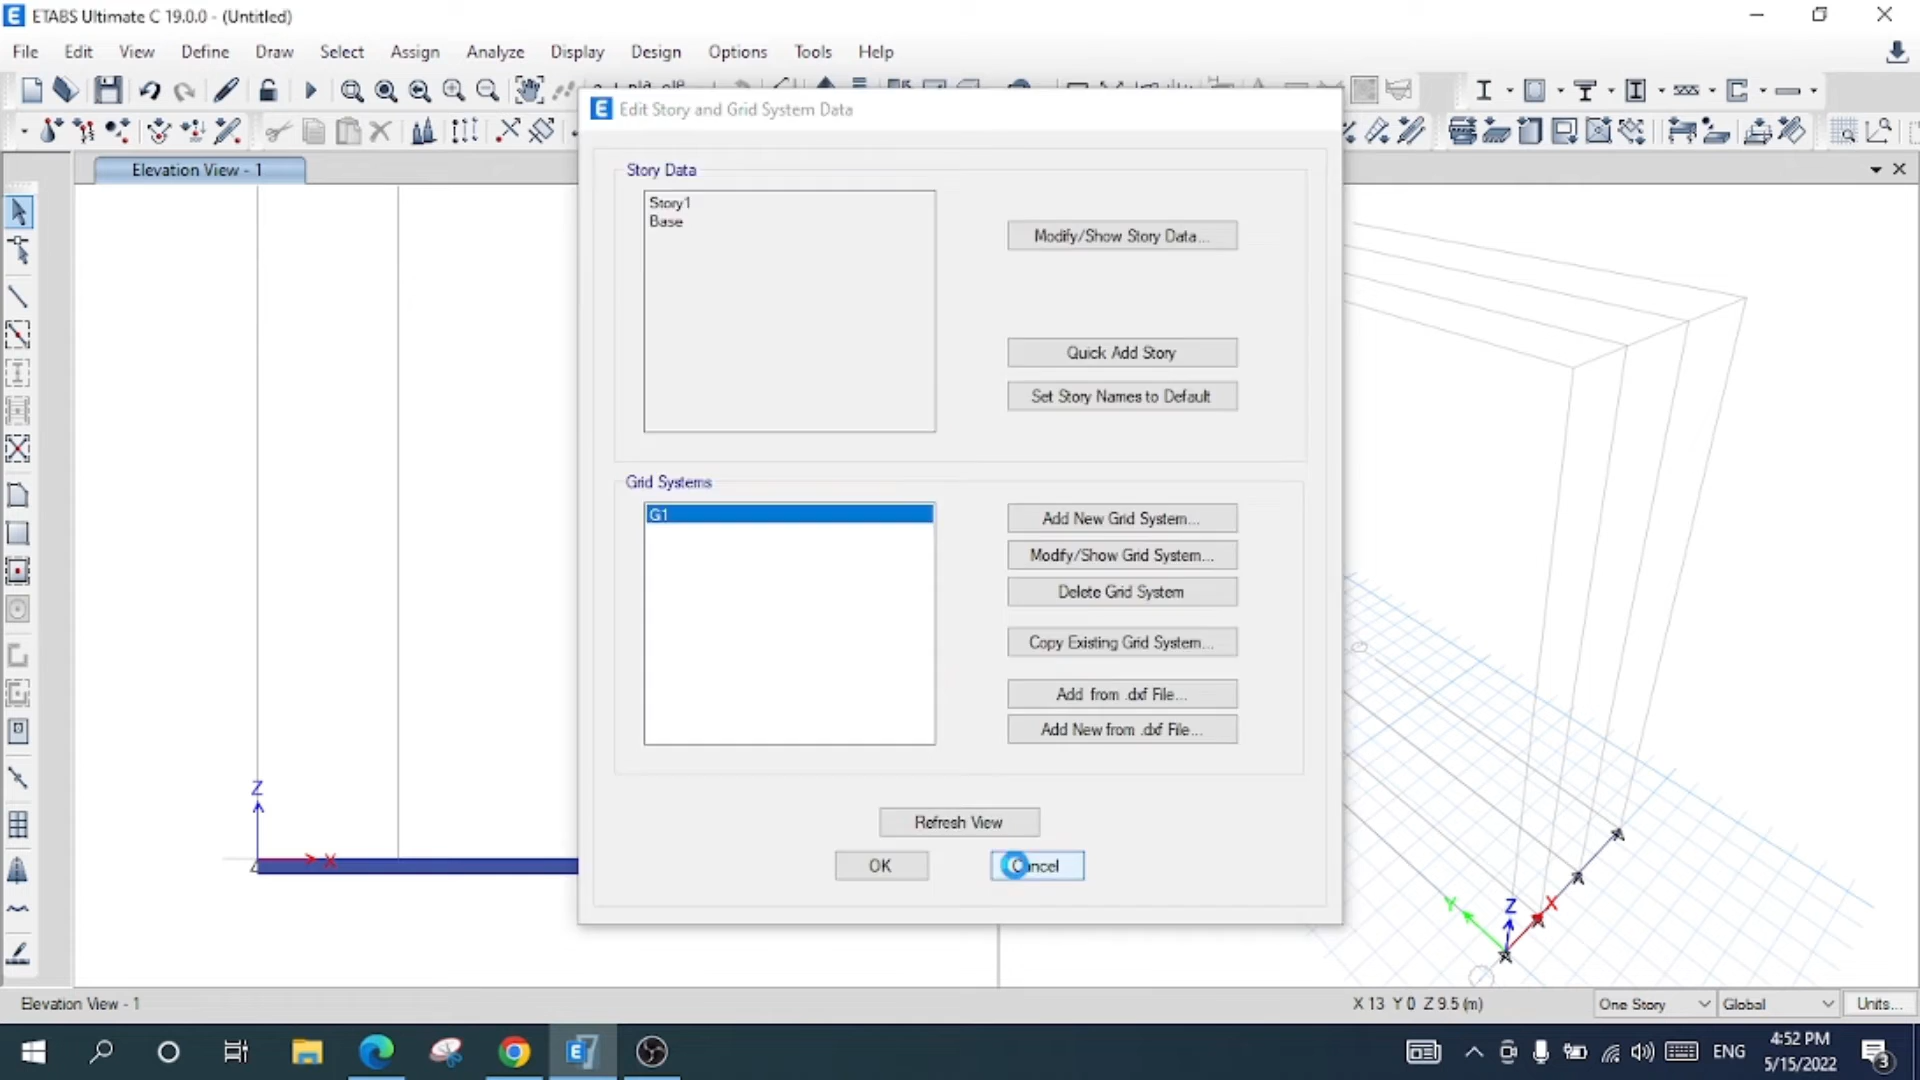 ETABS Ultimate C 19.0.0 - (Untitled)
File Edit View Define Draw Select Assign Analyze Display Design Options Tools Help
Edit Story and Grid System Data
Elevation View - 1
Story Data
Story1
Base
Modify/Show Story Data...
Quick Add Story
Set Story Names to Default
Grid Systems
G1
Add New Grid System...
Modify/Show Grid System...
Delete Grid System
Copy Existing Grid System...
Add from .dxf File...
Add New from .dxf File...
Refresh View
OK
Z
X
Y
Z
X
Elevation View - 1
X 13 Y 0 Z 9.5 (m)
One Story
Global
Units...
ENG
4:52 PM
5/15/2022
3